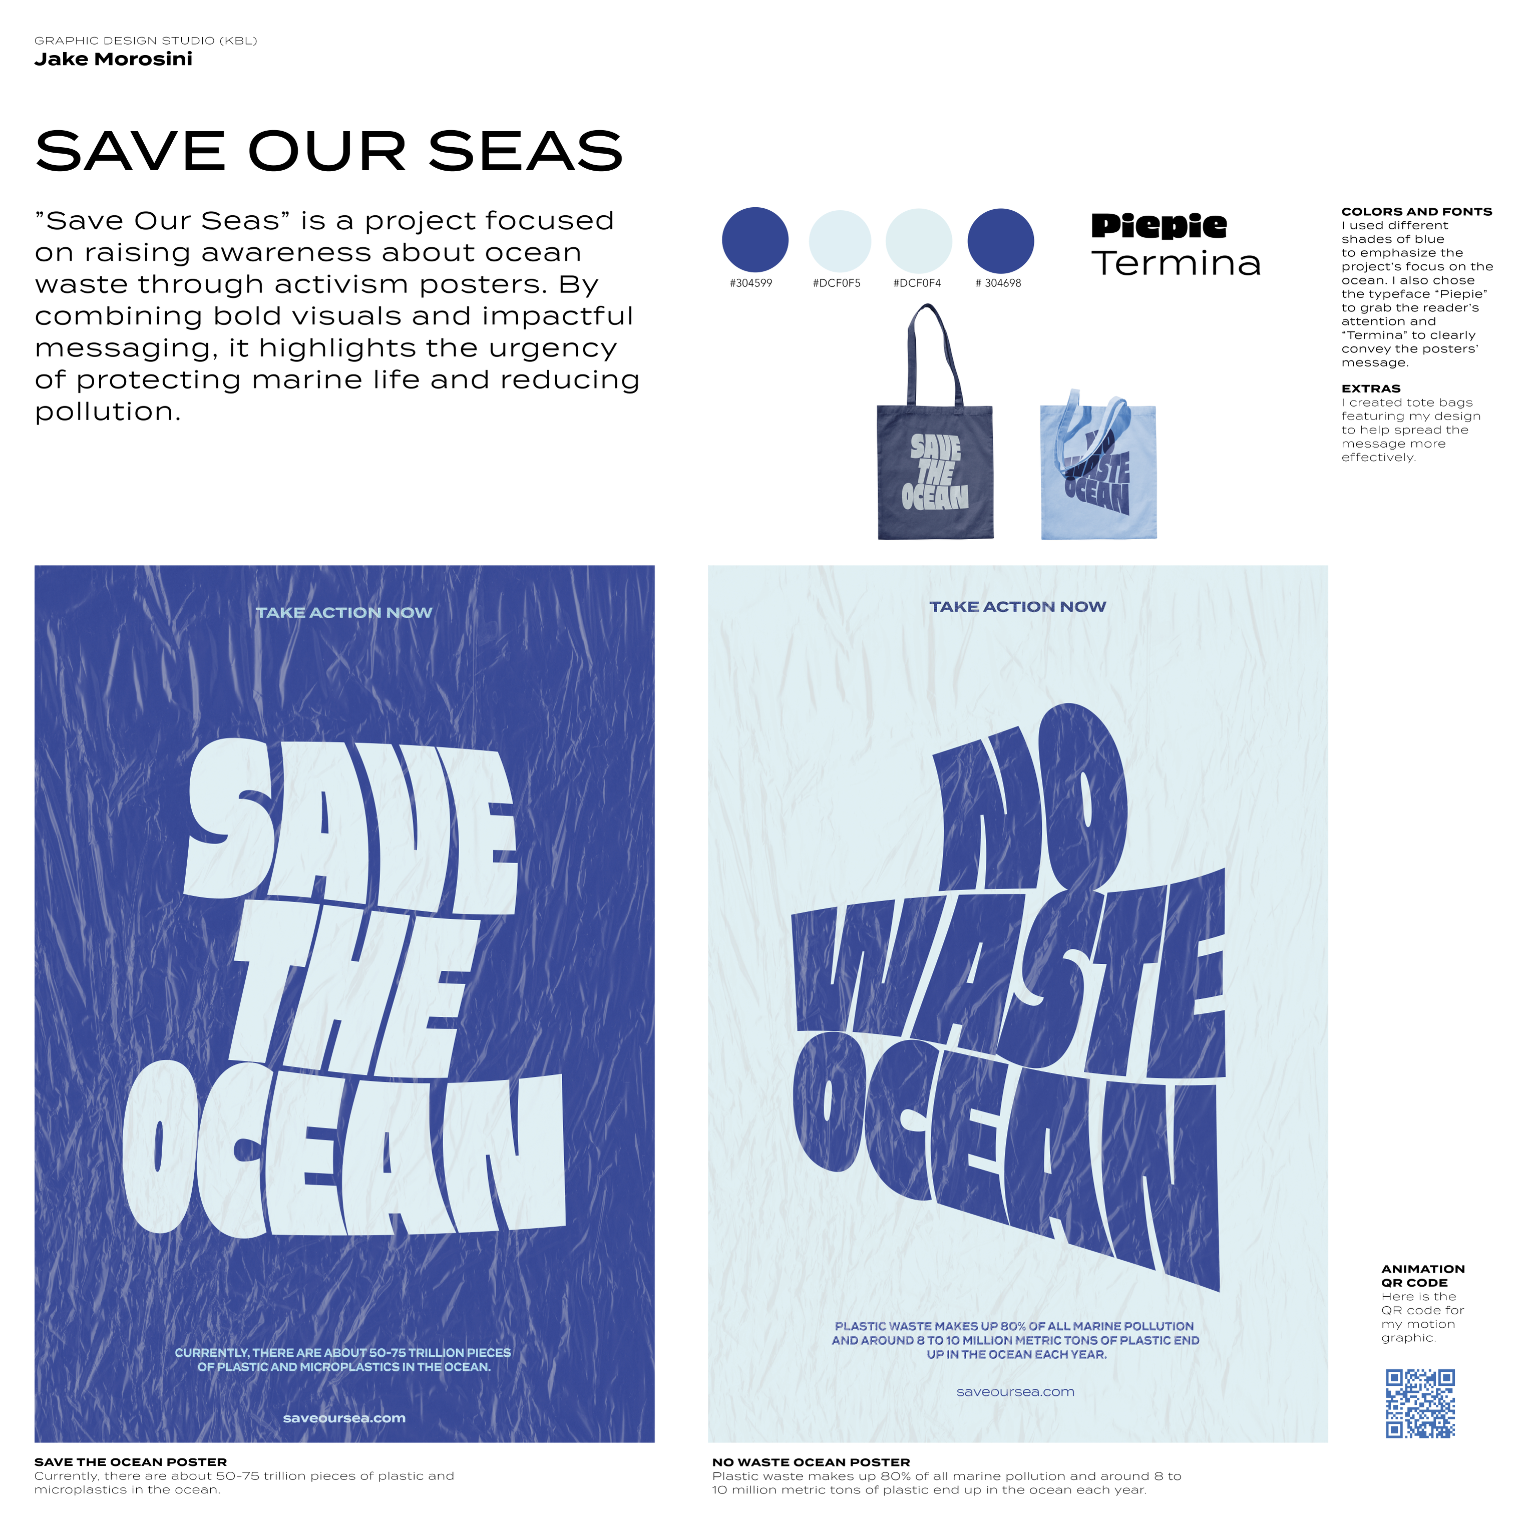 GRAPHIC DESIGN STUDIO (KBL)
Jake Morosini
SAVE OUR SEAS
”Save Our Seas” is a project focused
on raising awareness about ocean
waste through activism posters. By
combining bold visuals and impactful
messaging, it highlights the urgency
of protecting marine life and reducing
pollution.
#304599
#DCF0F5
#DCF0F4
# 304698
Piepie
Termina
COLORS AND FONTS
I used different
shades of blue
to emphasize the
project's focus on the
ocean. I also chose
the typeface “Piepie”
to grab the reader's
attention and
“Termina” to clearly
convey the posters'
message.
EXTRAS
I created tote bags
featuring my design
to help spread the
message more
effectively.
SAVE
THE
OCEAN
NO
WASTE
OCEAN
TAKE ACTION NOW
SAVE
THE
OCEAN
CURRENTLY, THERE ARE ABOUT 50-75 TRILLION PIECES
OF PLASTIC AND MICROPLASTICS IN THE OCEAN.
saveoursea.com
SAVE THE OCEAN POSTER
Currently, there are about 50-75 trillion pieces of plastic and
microplastics in the ocean.
TAKE ACTION NOW
NO
WASTE
OCEAN
PLASTIC WASTE MAKES UP 80% OF ALL MARINE POLLUTION
AND AROUND 8 TO 10 MILLION METRIC TONS OF PLASTIC END
UP IN THE OCEAN EACH YEAR.
saveoursea.com
NO WASTE OCEAN POSTER
Plastic waste makes up 80% of all marine pollution and around 8 to
10 million metric tons of plastic end up in the ocean each year.
ANIMATION
QR CODE
Here is the
QR code for
my motion
graphic.